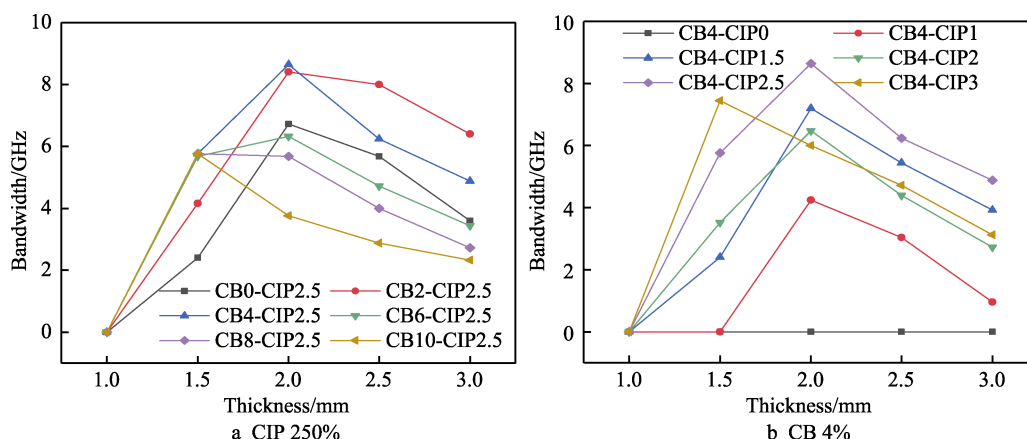 10
8
6
4
2
0
Bandwidth/GHz
CB0-CIP2.5 CB2-CIP2.5
CB4-CIP2.5 CB6-CIP2.5
CB8-CIP2.5 CB10-CIP2.5
1.0 1.5 2.0 2.5 3.0
Thickness/mm
a CIP 250%
10
8
6
4
2
0
Bandwidth/GHz
CB4-CIP0 CB4-CIP1
CB4-CIP1.5 CB4-CIP2
CB4-CIP2.5 CB4-CIP3
1.0 1.5 2.0 2.5 3.0
Thickness/mm
b CB 4%